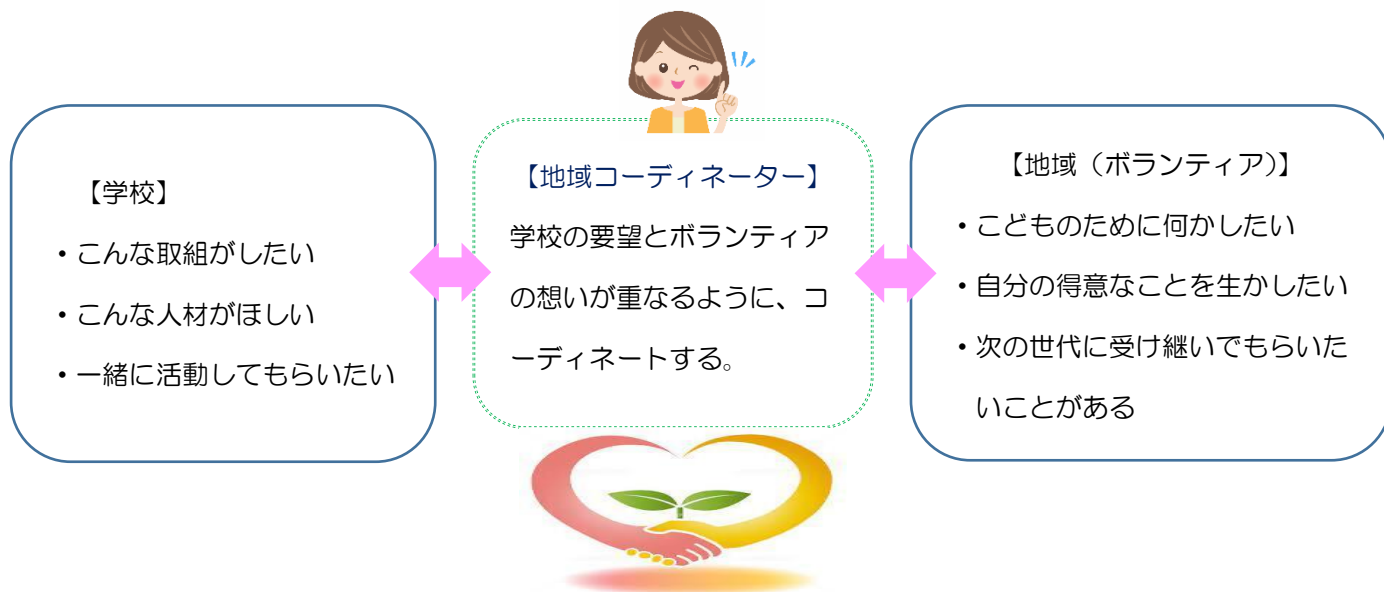 【学校】
・こんな取組がしたい
・こんな人材がほしい
・一緒に活動してもらいたい
【地域コーディネーター】
学校の要望とボランティア
の想いが重なるように、コ
ーディネートする。
【地域（ボランティア）】
・こどものために何かしたい
・自分の得意なことを生かしたい
・次の世代に受け継いでもらいた
いことがある